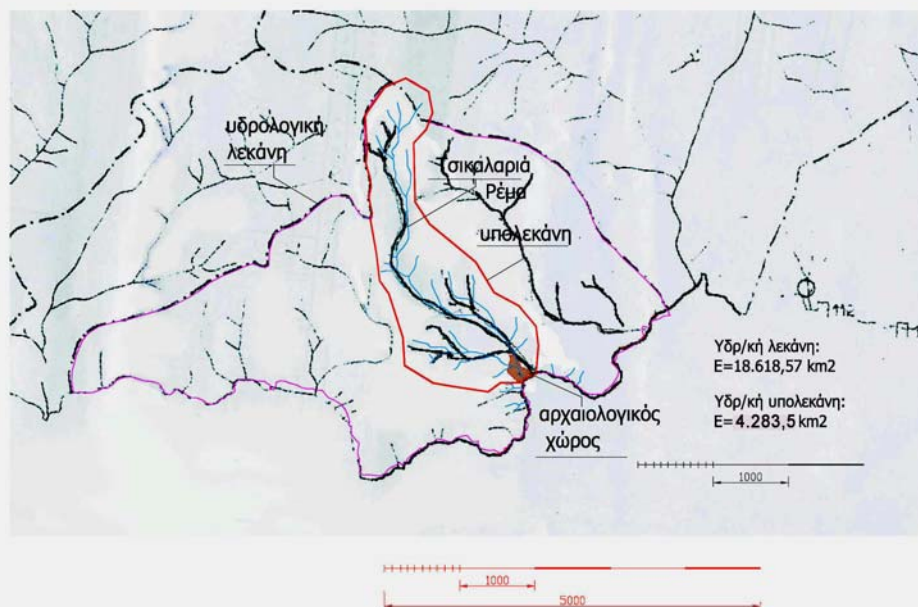 υδρολογική
λεκάνη
σικαλαριά
Ρέμα
υπολεκάνη
Υδρ/κή λεκάνη:
E=18.618,57 km2
Υδρ/κή υπολεκάνη:
E=4.283,5 km2
αρχαιολογικός
χώρος
1000
1000
5000